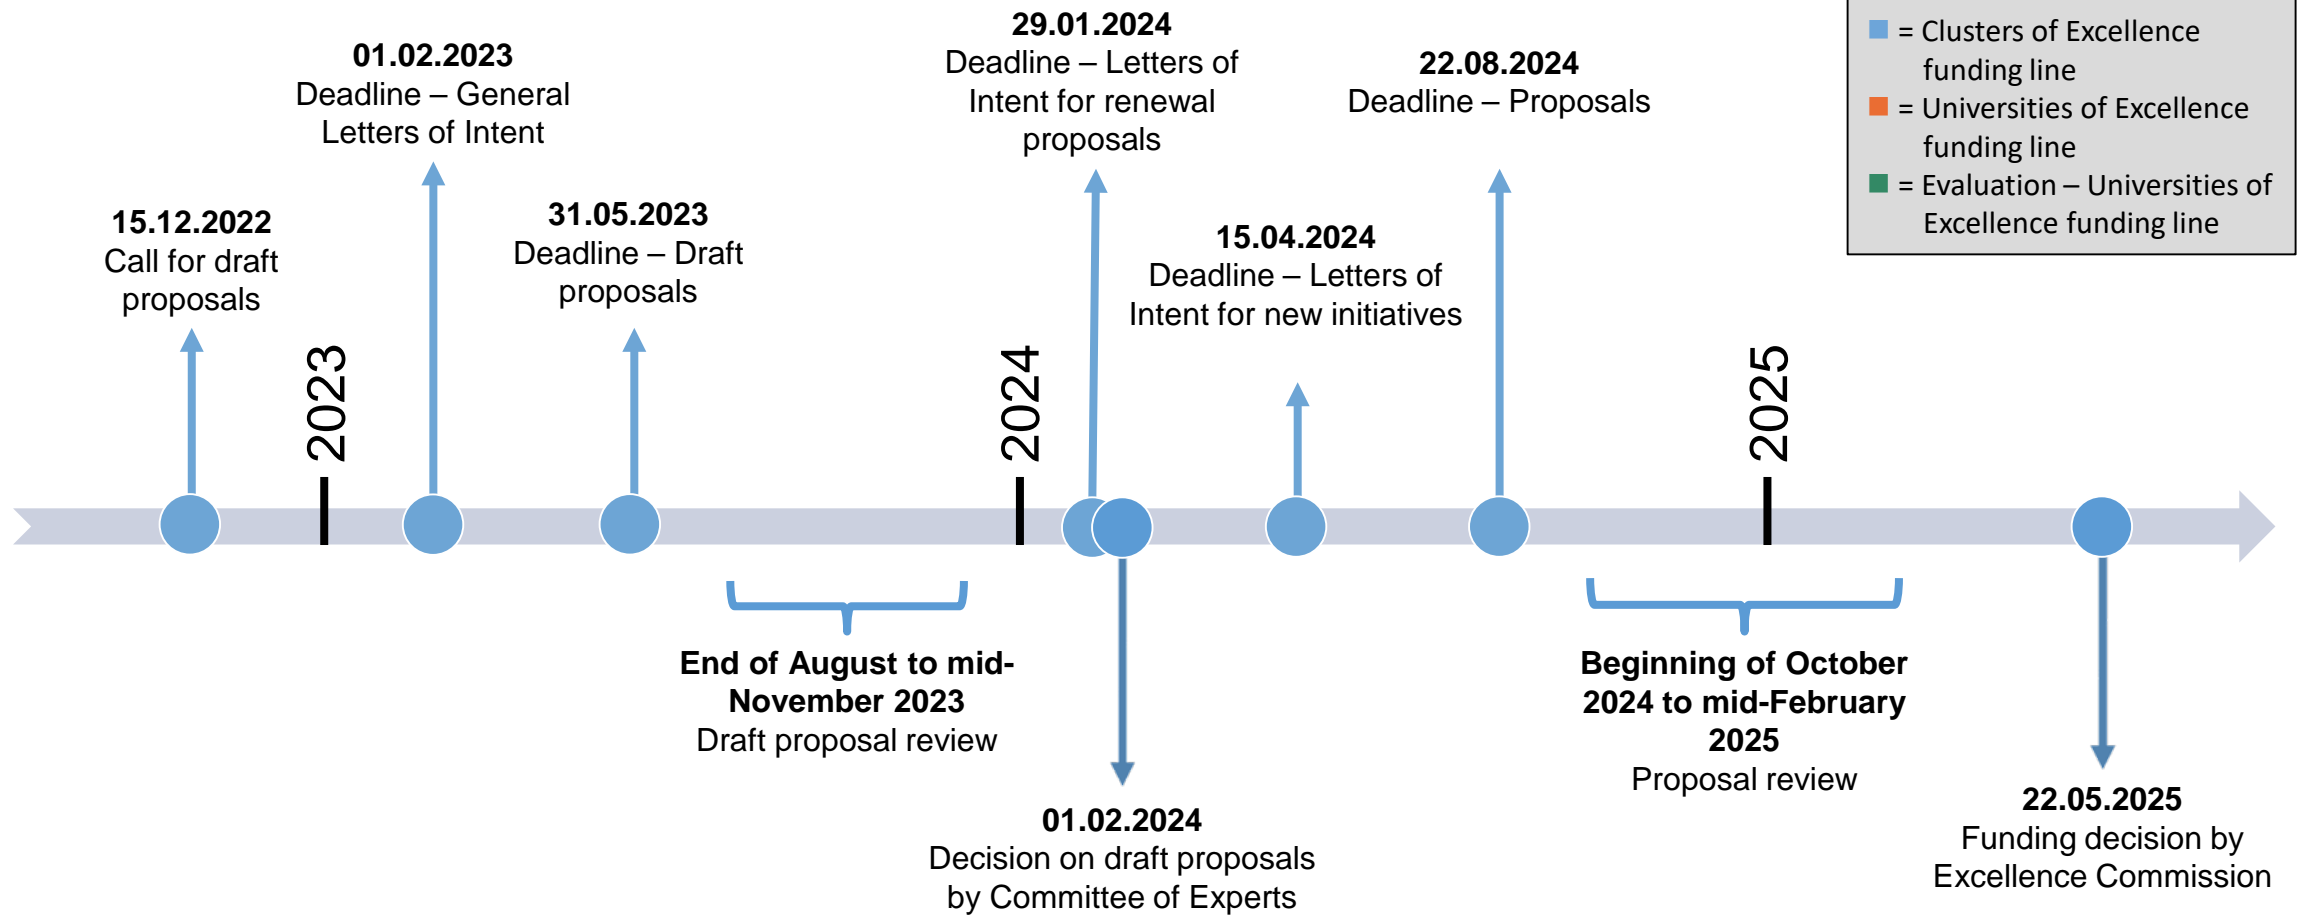 15.12.2022
Call for draft
proposals
01.02.2023
Deadline – General
Letters of Intent
31.05.2023
Deadline – Draft
proposals
29.01.2024
Deadline – Letters of
Intent for renewal
proposals
15.04.2024
Deadline – Letters of
Intent for new initiatives
22.08.2024
Deadline – Proposals
= Clusters of Excellence
funding line
= Universities of Excellence
funding line
= Evaluation – Universities of
Excellence funding line
2023
2024
2025
End of August to mid-
November 2023
Draft proposal review
01.02.2024
Decision on draft proposals
by Committee of Experts
Beginning of October
2024 to mid-February
2025
Proposal review
22.05.2025
Funding decision by
Excellence Commission